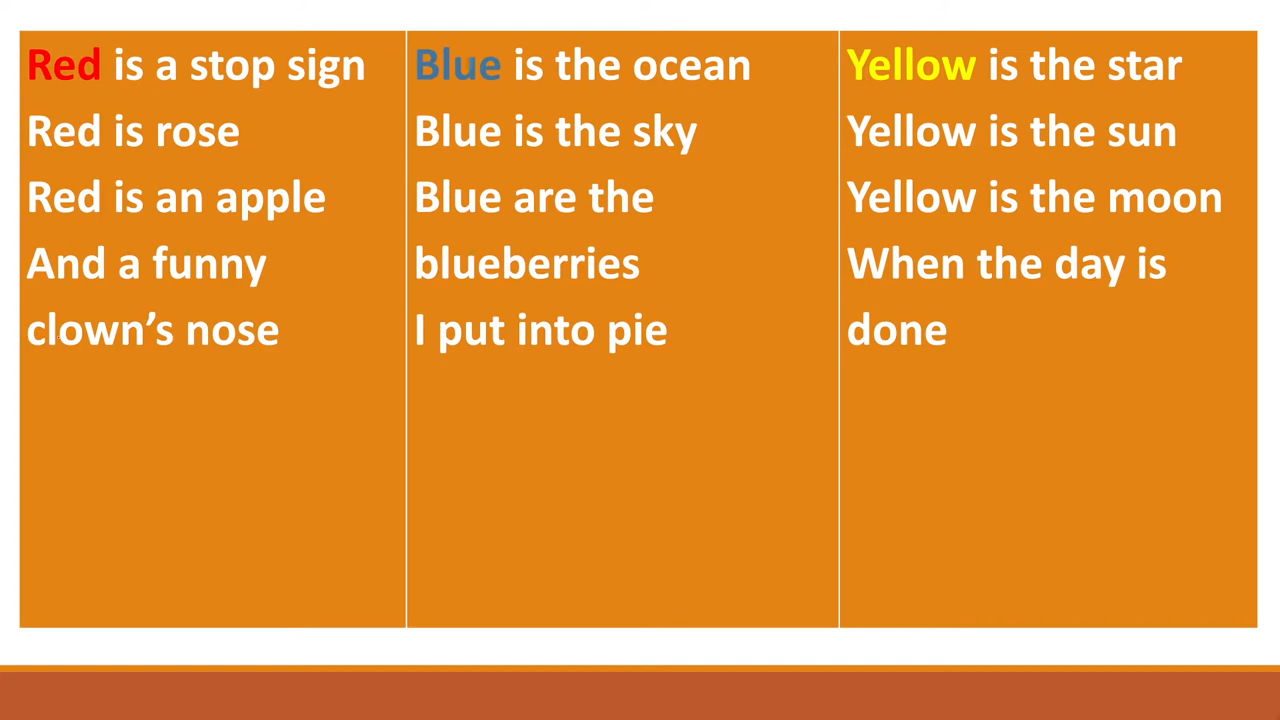 Red is a stop sign
Red is rose
Red is an apple
And a funny
clown’s nose
Blue is the ocean
Blue is the sky
Blue are the
blueberries
I put into pie
Yellow is the star
Yellow is the sun
Yellow is the moon
When the day is
done